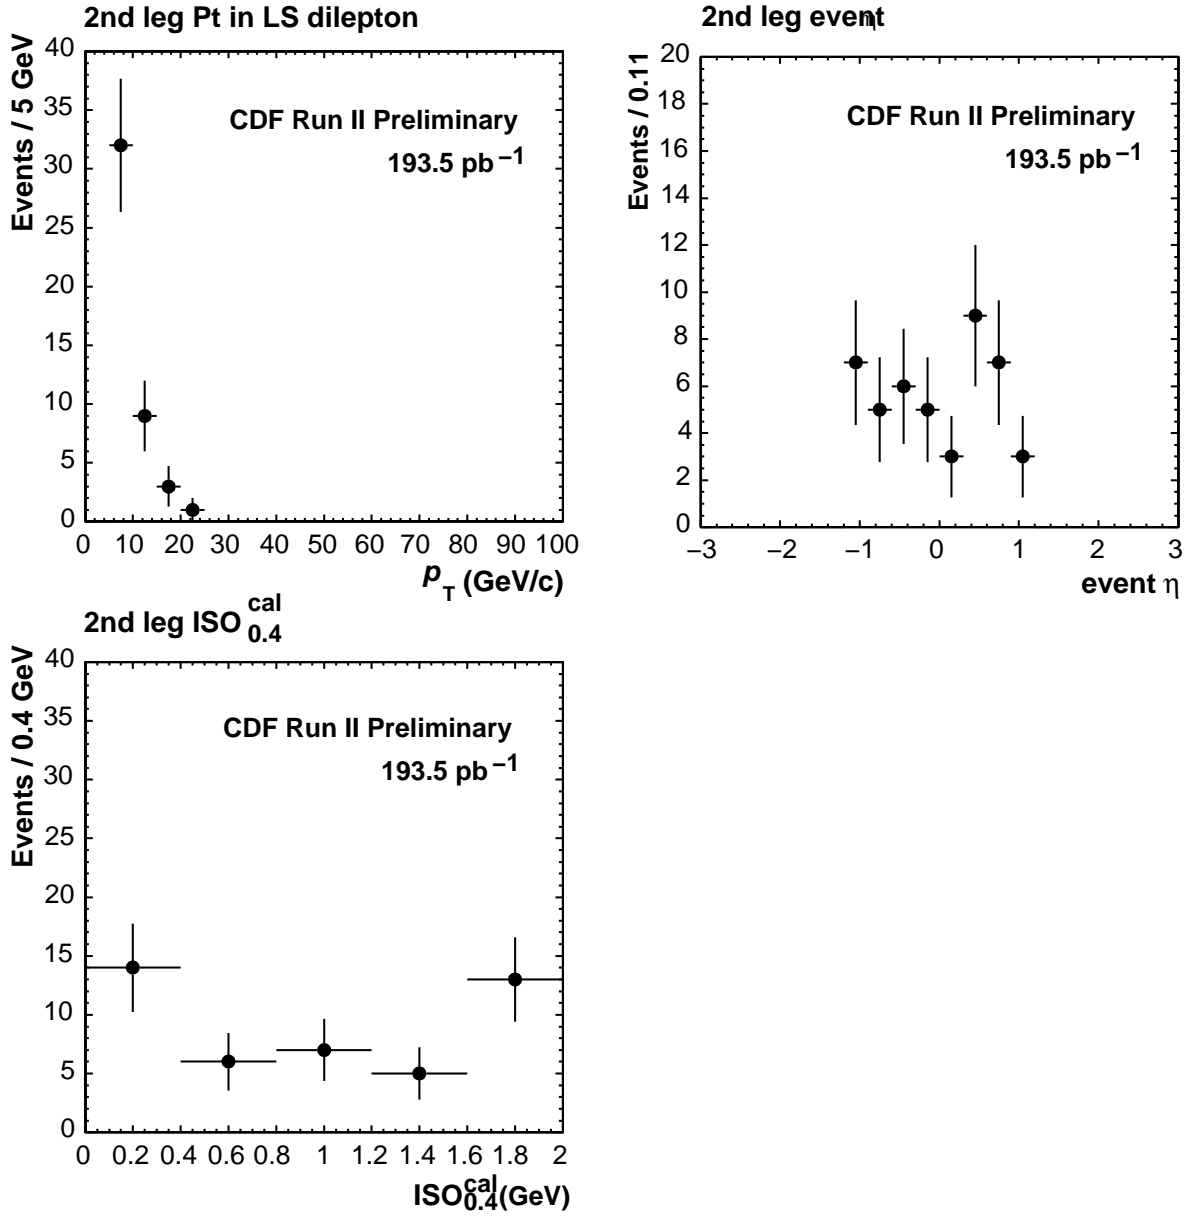 2nd leg Pt in LS dilepton
Events / 5 GeV
40
35
30
25
20
15
10
5
0
CDF Run II Preliminary
193.5 pb−1
0 10 20 30 40 50 60 70 80 90 100
pT (GeV/c)
2nd leg event η
Events / 0.11
20
18
16
14
12
10
8
6
4
2
0
CDF Run II Preliminary
193.5 pb−1
−3 −2 −1 0 1 2 3
event η
2nd leg ISO cal 0.4
Events / 0.4 GeV
40
35
30
25
20
15
10
5
0
CDF Run II Preliminary
193.5 pb−1
0 0.2 0.4 0.6 0.8 1 1.2 1.4 1.6 1.8 2
ISO cal 0.4 (GeV)